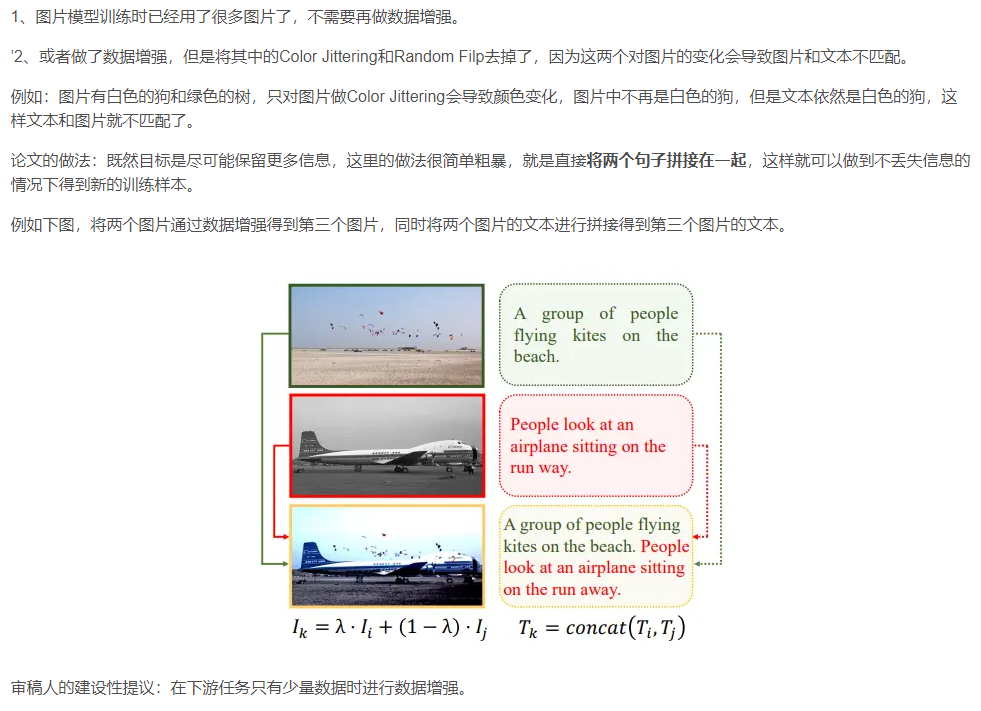 1、图片模型训练时已经用了很多图片了，不需要再做数据增强。
’2、或者做了数据增强，但是将其中的Color Jittering和Random Filp去掉了，因为这两个对图片的变化会导致图片和文本不匹配。
例如：图片有白色的狗和绿色的树，只对图片做Color Jittering会导致颜色变化，图片中不再是白色的狗，但是文本依然是白色的狗，这
样文本和图片就不匹配了。
论文的做法：既然目标是尽可能保留更多信息，这里的做法很简单粗暴，就是直接将两个句子拼接在一起，这样就可以做到不丢失信息的
情况下得到新的训练样本。
例如下图，将两个图片通过数据增强得到第三个图片，同时将两个图片的文本进行拼接得到第三个图片的文本。
A group of people
flying kites on the
beach.
People look at an
airplane sitting on the
run way.
A group of people flying
kites on the beach. People
look at an airplane sitting
on the run away.
I_k = λ · I_i + (1 − λ) · I_j
T_k = concat(T_i, T_j)
审稿人的建设性提议：在下游任务只有少量数据时进行数据增强。